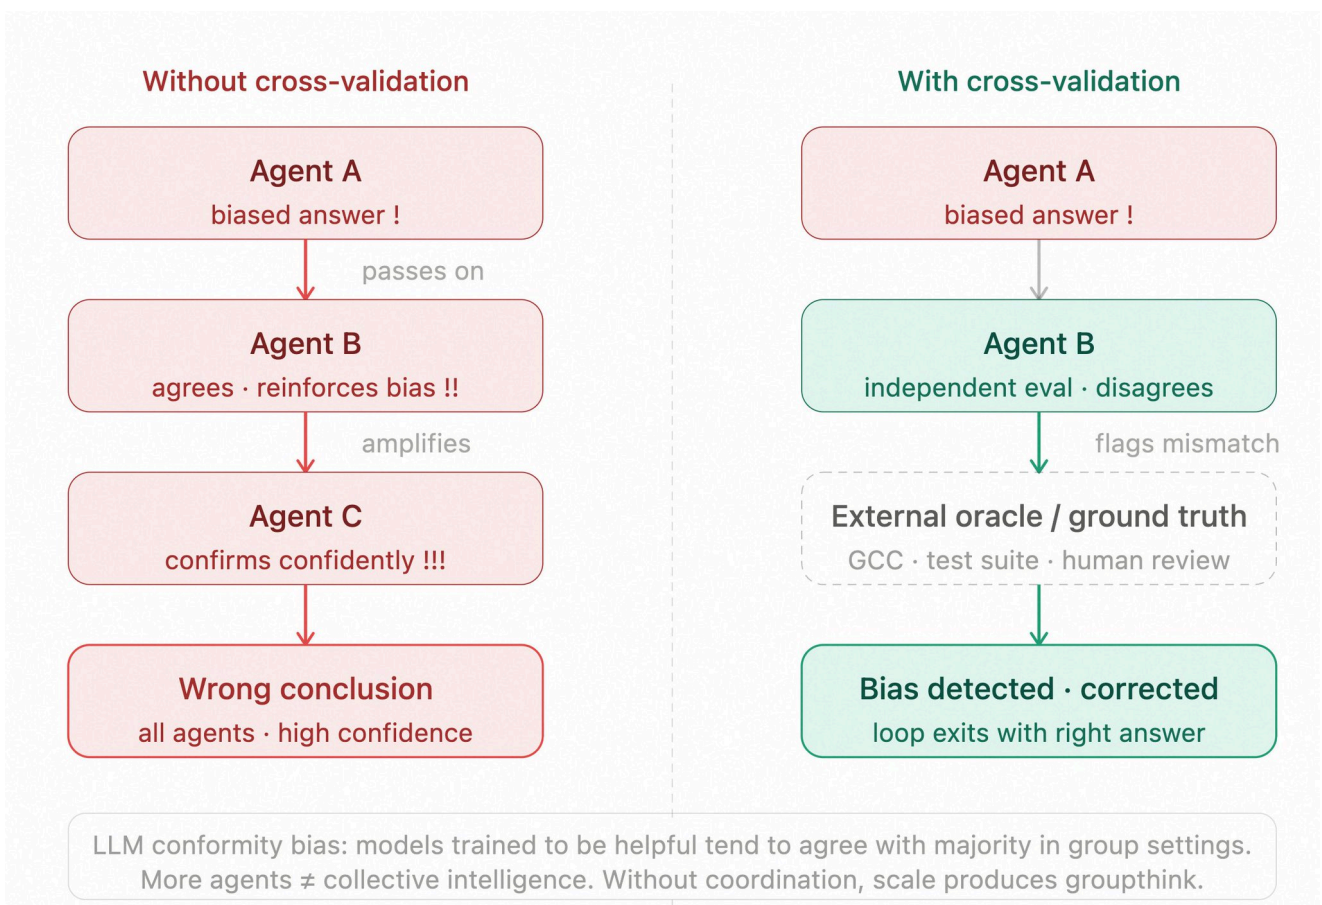 Without cross-validation
Agent A
biased answer !
passes on
Agent B
agrees · reinforces bias !!
amplifies
Agent C
confirms confidently !!!
Wrong conclusion
all agents · high confidence
With cross-validation
Agent A
biased answer !
Agent B
independent eval · disagrees
flags mismatch
External oracle / ground truth
GCC · test suite · human review
Bias detected · corrected
loop exits with right answer
LLM conformity bias: models trained to be helpful tend to agree with majority in group settings.
More agents ≠ collective intelligence. Without coordination, scale produces groupthink.